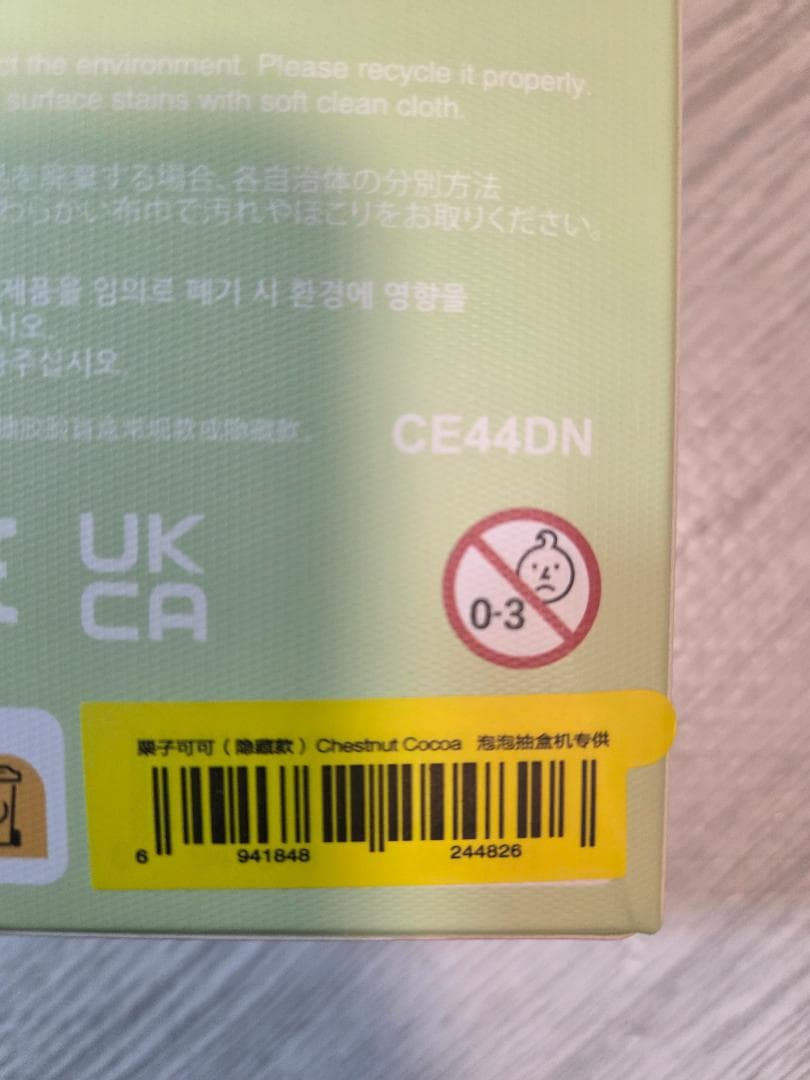 ct the environment. Please recycle it properly.
surface stains with soft clean cloth.
を廃棄する場合、各自治体の分別方法
わらかい布巾で汚れやほこりをお取りください。
제품을 임의로 폐기 시 환경에 영향을
시오.
주십시오.
CE44DN
UK
CA
0-3
栗子可可（隐藏款）Chestnut Cocoa 泡泡抽盒机专供
6 941848 244826